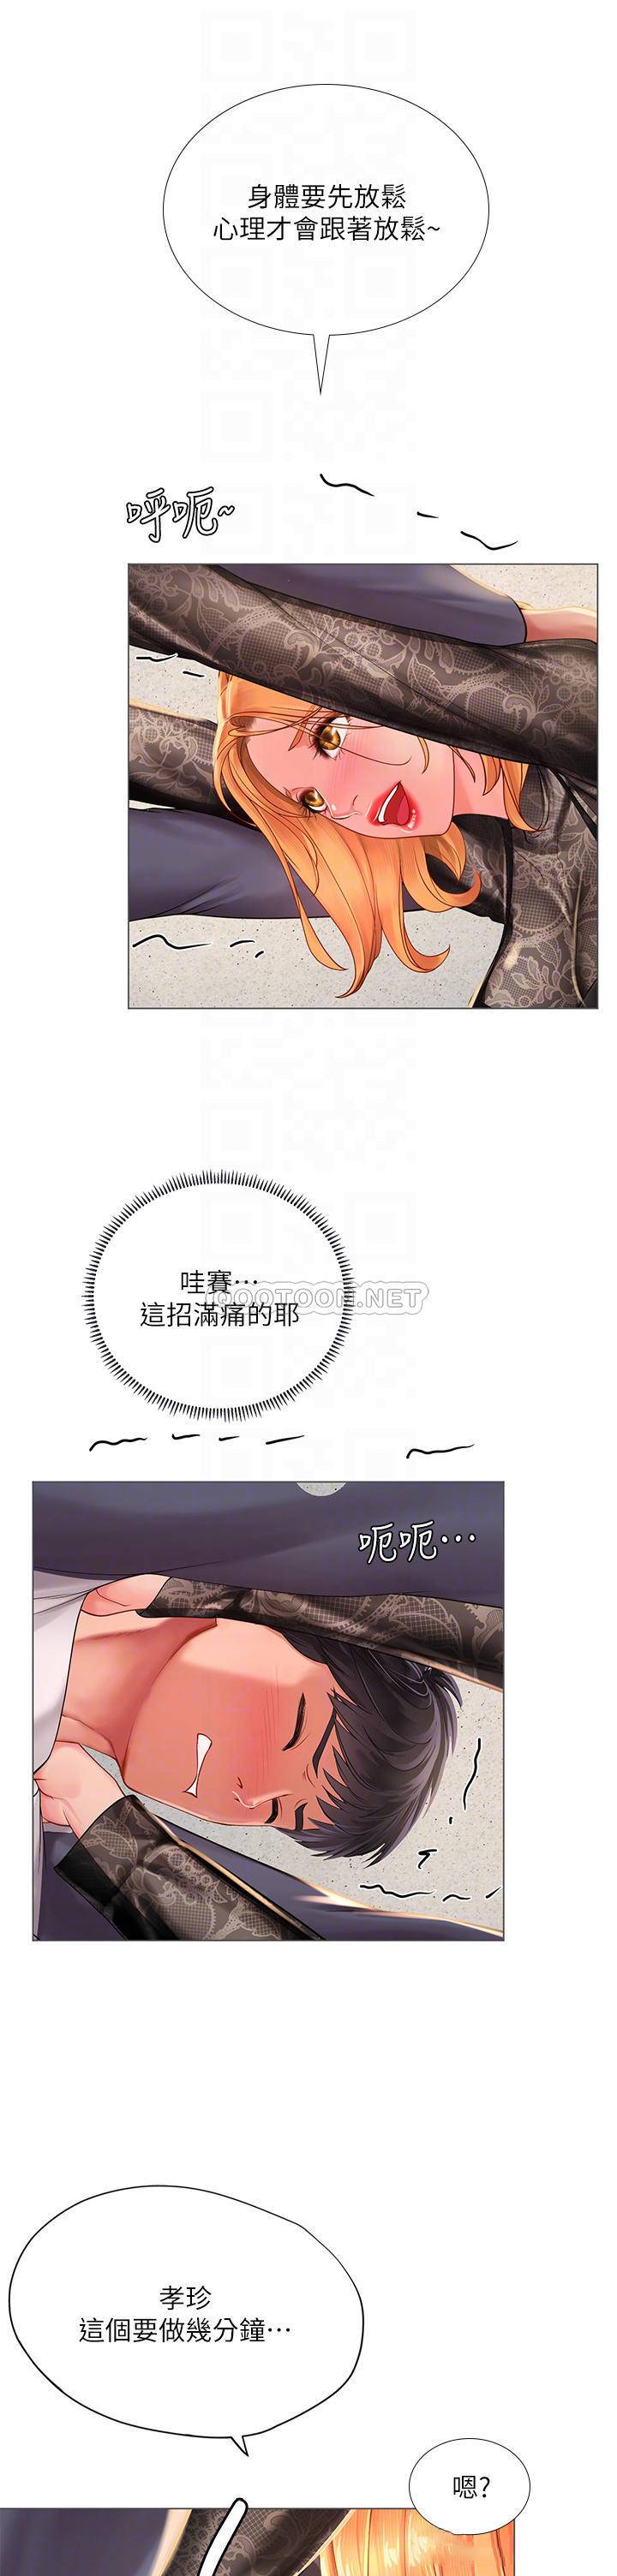 身體要先放鬆
心理才會跟著放鬆~
呼呃~
哇賽…
這招滿痛的耶
QOOTOON.NET
呃呃…
孝珍
這個要做幾分鐘…
嗯?